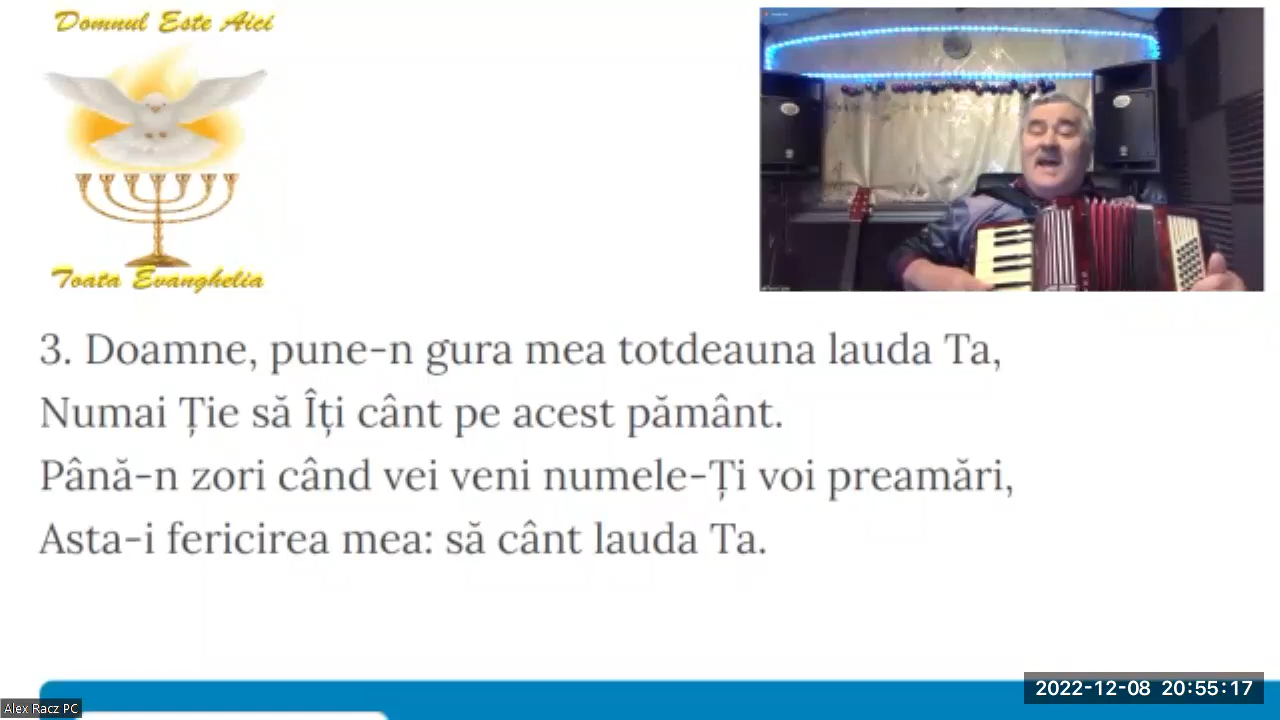 Domnul Este Aici
Toata Evanghelia
3. Doamne, pune-n gura mea totdeauna lauda Ta,
Numai Ție să Îți cânt pe acest pământ.
Până-n zori când vei veni numele-Ți voi preamări,
Asta-i fericirea mea: să cânt lauda Ta.
2022-12-08 20:55:17
Alex Racz PC